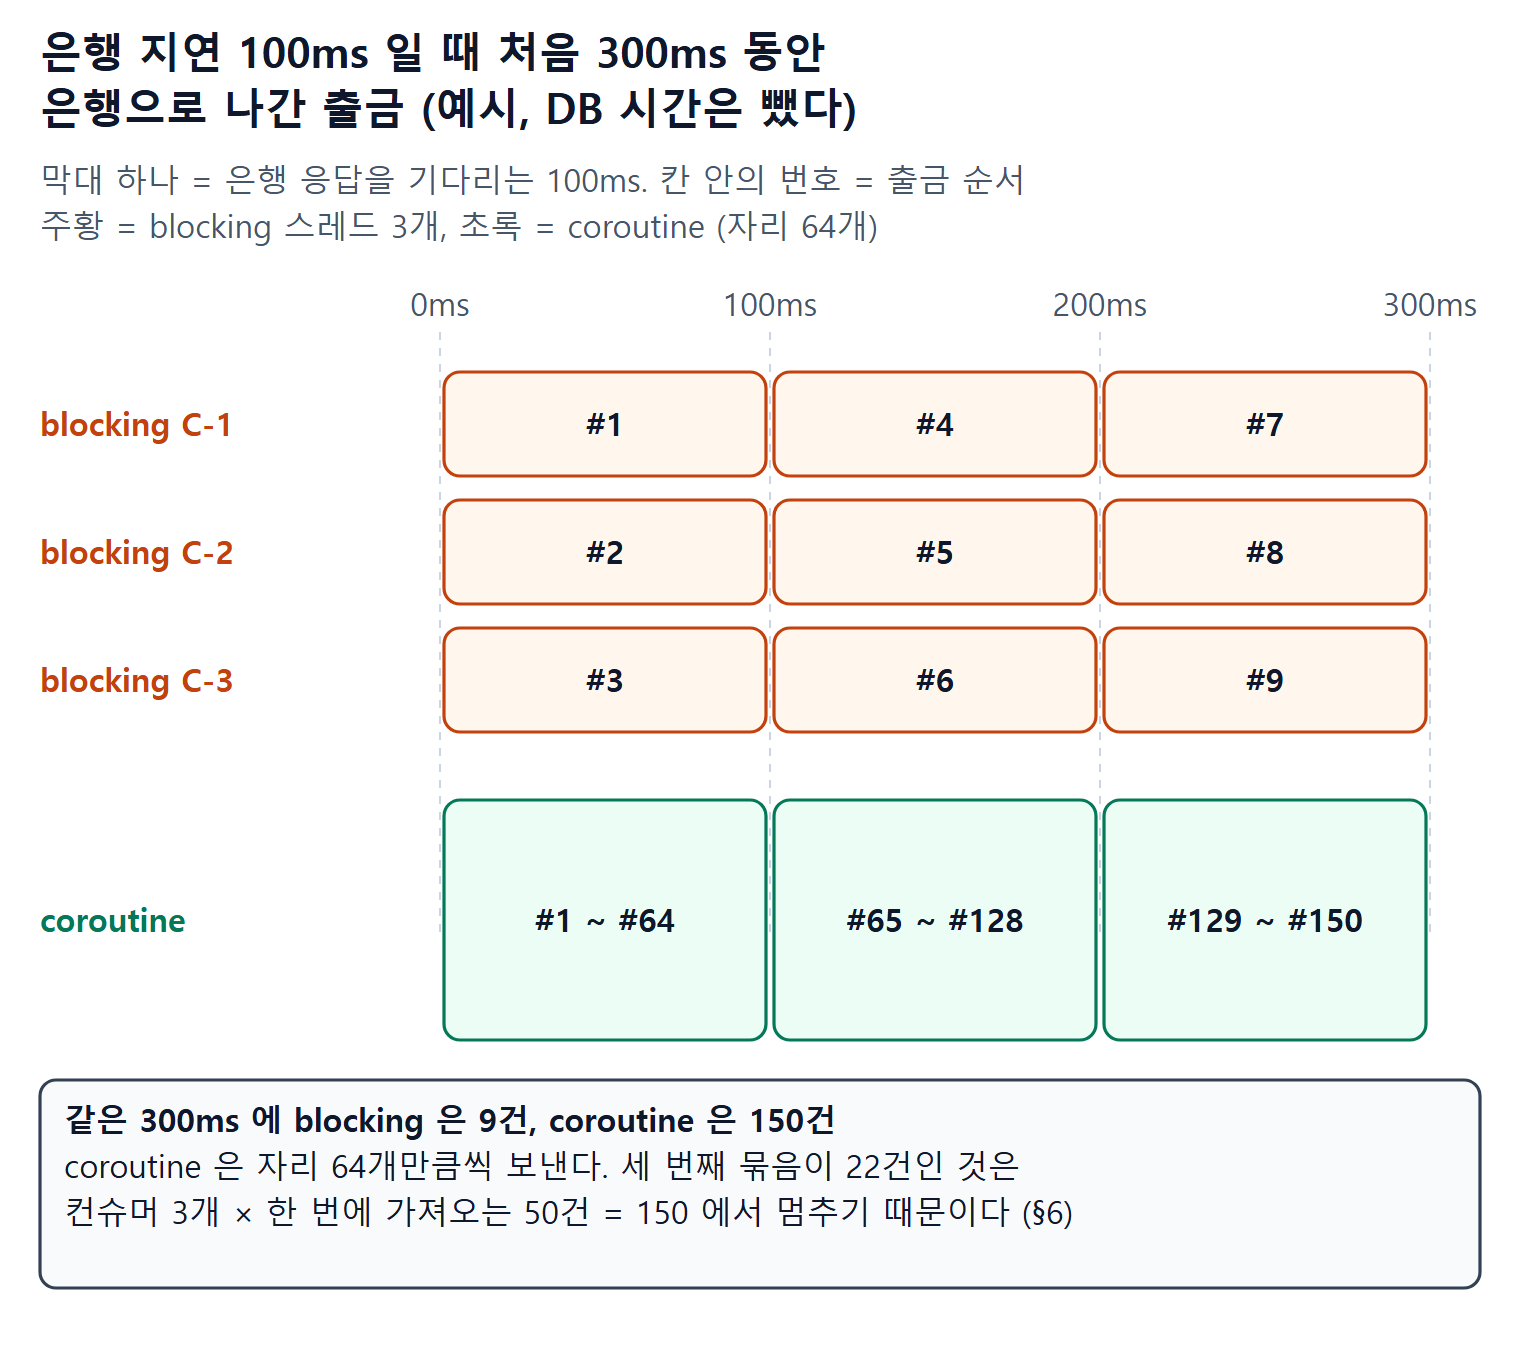 은행 지연 100ms 일 때 처음 300ms 동안
은행으로 나간 출금 (예시, DB 시간은 뺐다)
막대 하나 = 은행 응답을 기다리는 100ms. 칸 안의 번호 = 출금 순서
주황 = blocking 스레드 3개, 초록 = coroutine (자리 64개)
0ms 100ms 200ms 300ms
blocking C-1 #1 #4 #7
blocking C-2 #2 #5 #8
blocking C-3 #3 #6 #9
coroutine #1 ~ #64 #65 ~ #128 #129 ~ #150
같은 300ms 에 blocking 은 9건, coroutine 은 150건
coroutine 은 자리 64개만큼씩 보낸다. 세 번째 묶음이 22건인 것은
컨슈머 3개 × 한 번에 가져오는 50건 = 150 에서 멈추기 때문이다 (§6)